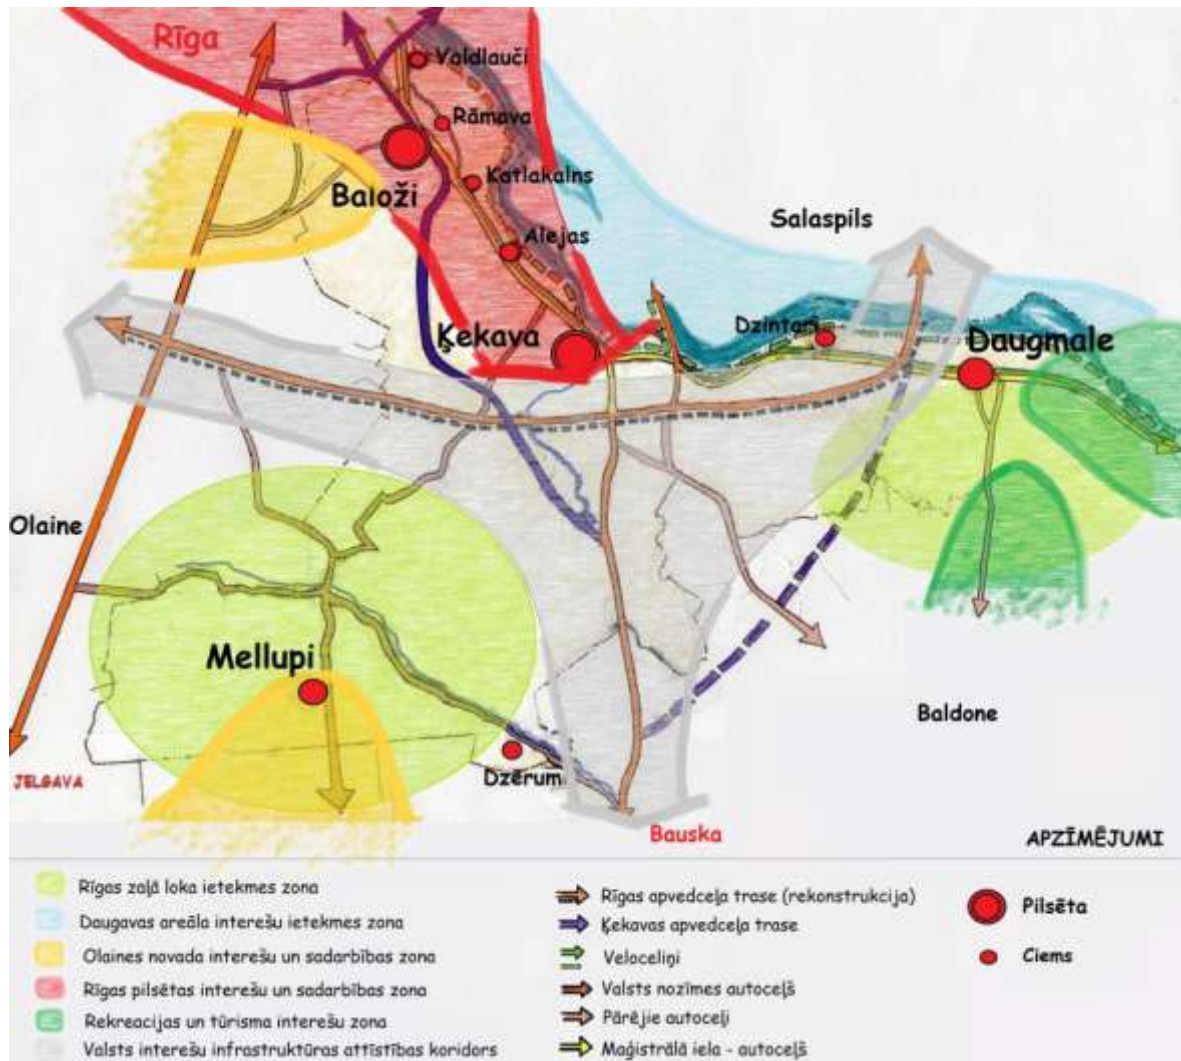 Rīga
Valdlauči
Rāmava
Baloži
Katlakalns
Salaspils
Alejas
Ķekava
Dzintari
Daugmale
Olaine
Mellupi
Baldone
JELGAVA
Dzērumi
Bauska
APZĪMĒJUMI
Rīgas zaļā loka ietekmes zona
Daugavas areāla interešu ietekmes zona
Olaines novada interešu un sadarbības zona
Rīgas pilsētas interešu un sadarbības zona
Rekreacijas un tūrisma interešu zona
Valsts interešu infrastruktūras attīstības koridors
Rīgas apvedceļa trase (rekonstrukcija)
Ķekavas apvedceļa trase
Veloceliņi
Valsts nozīmes autoceļš
Pārējie autoceļi
Maģistrālā iela - autoceļš
Pilsēta
Ciems